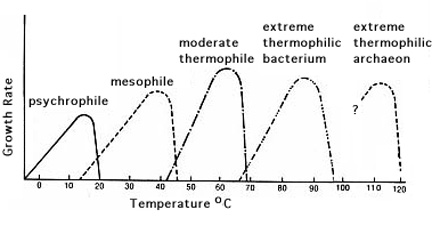 extreme
thermophilic
bacterium
extreme
thermophilic
archaeon
moderate
thermophile
mesophile
psychrophile
?
Growth Rate
0 10 20 30 40 50 60 70 80 90 100 110 120
Temperature °C